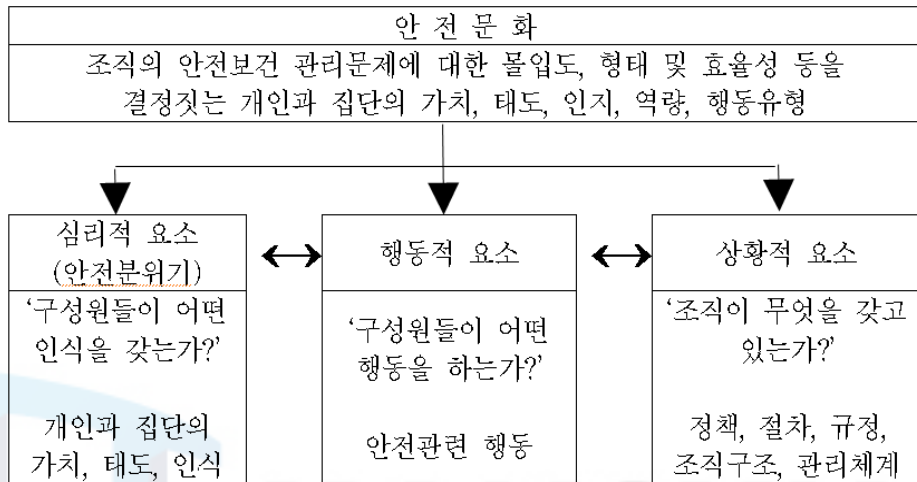 안 전 문 화
조직의 안전보건 관리문제에 대한 몰입도, 형태 및 효율성 등을
결정짓는 개인과 집단의 가치, 태도, 인지, 역량, 행동유형
심리적 요소
(안전분위기)
‘구성원들이 어떤
인식을 갖는가?’
개인과 집단의
가치, 태도, 인식
행동적 요소
‘구성원들이 어떤
행동을 하는가?’
안전관련 행동
상황적 요소
‘조직이 무엇을 갖고
있는가?’
정책, 절차, 규정,
조직구조, 관리체계